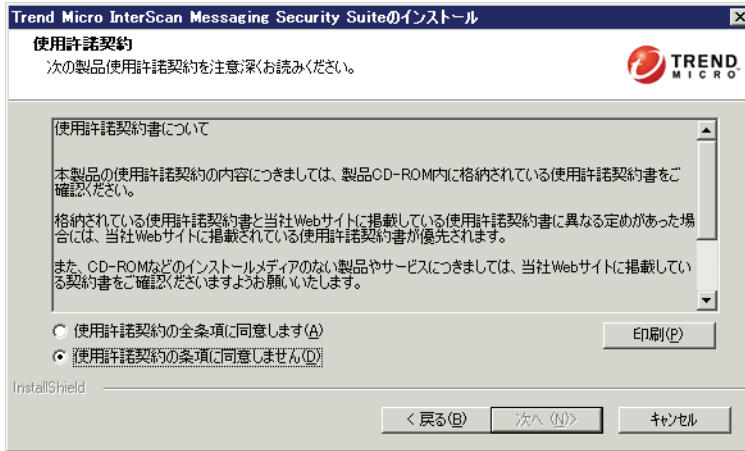 Trend Micro InterScan Messaging Security Suiteのインストール
使用許諾契約
次の製品使用許諾契約を注意深くお読みください。
TREND
MICRO
使用許諾契約書について
本製品の使用許諾契約の内容につきましては、製品CD-ROM内に格納されている使用許諾契約書をご
確認ください。
格納されている使用許諾契約書と当社Webサイトに掲載している使用許諾契約書に異なる定めがあった場
合には、当社Webサイトに掲載されている使用許諾契約書が優先されます。
また、CD-ROMなどのインストールメディアのない製品やサービスにつきましては、当社Webサイトに掲載してい
る契約書をご確認くださいますようお願いいたします。
使用許諾契約の全条項に同意します(A)
印刷(P)
使用許諾契約の条項に同意しません(D)
InstallShield
< 戻る(B)
次へ (N)>
キャンセル